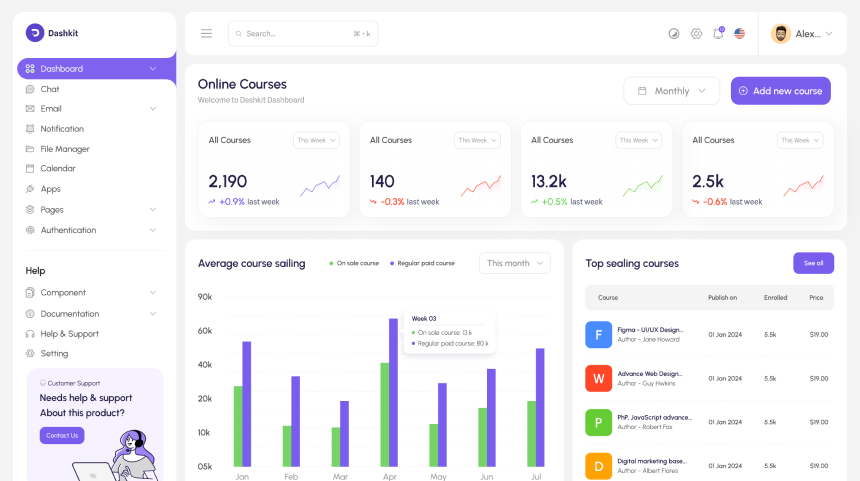 Dashkit
Search...
⌘ + k
Alex...
Dashboard
Chat
Email
Notification
File Manager
Calendar
Apps
Pages
Authentication
Help
Component
Documentation
Help & Support
Setting
Customer Support
Needs help & support
About this product?
Contact Us
Online Courses
Welcome to Dashkit Dashboard
Monthly
Add new course
All Courses
This Week
2,190
+0.9% last week
All Courses
This Week
140
-0.3% last week
All Courses
This Week
13.2k
+0.5% last week
All Courses
This Week
2.5k
-0.6% last week
Average course sailing
On sale course
Regular paid course
This month
90k
60k
40k
20k
10k
05k
Week 03
On sale course: 13 k
Regular paid course: 80 k
Jan Feb Mar Apr May Jun Jul
Top sealing courses
See all
Course Publish on Enrolled Price
F
Figma - UI/UX Design...
Author - Jane Howard
01 Jan 2024 5.5k $19.00
W
Advance Web Design...
Author - Guy Hwkins
01 Jan 2024 5.5k $19.00
P
PhP, JavaScript advance...
Author - Robert Fox
01 Jan 2024 5.5k $19.00
D
Digital marketing base...
Author - Albert Flores
01 Jan 2024 5.5k $19.00